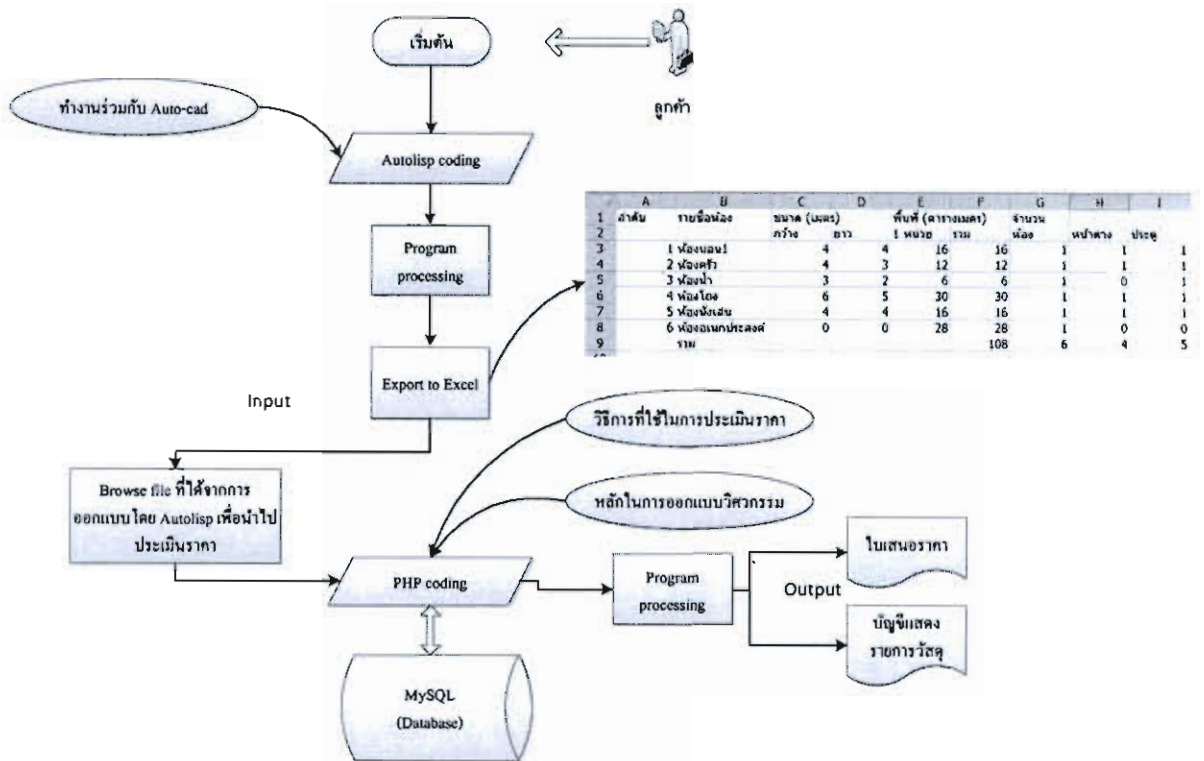 เริ่มต้น
ลูกค้า
ทำงานร่วมกับ Auto-cad
Autolisp coding
Program
processing
Export to Excel
A B C D E F G H I
1 ลำดับ รายชื่อห้อง ขนาด (เมตร) พื้นที่ (ตารางเมตร) จำนวน
2 กว้าง ยาว 1 หน่วย รวม ห้อง หน้าต่าง ประตู
3 1 ห้องนอน1 4 4 16 16 1 1 1
4 2 ห้องครัว 4 3 12 12 1 1 1
5 3 ห้องน้ำ 3 2 6 6 1 0 1
6 4 ห้องโถง 6 5 30 30 1 1 1
7 5 ห้องนั่งเล่น 4 4 16 16 1 1 1
8 6 ห้องอเนกประสงค์ 0 0 28 28 1 0 0
9 รวม 108 6 4 5
Input
วิธีการที่ใช้ในการประเมินราคา
Browse file ที่ได้จากการ
ออกแบบโดย Autolisp เพื่อนำไป
ประเมินราคา
หลักในการออกแบบวิศวกรรม
PHP coding
Program
processing
Output
ใบเสนอราคา
บัญชีแสดง
รายการวัสดุ
MySQL
(Database)